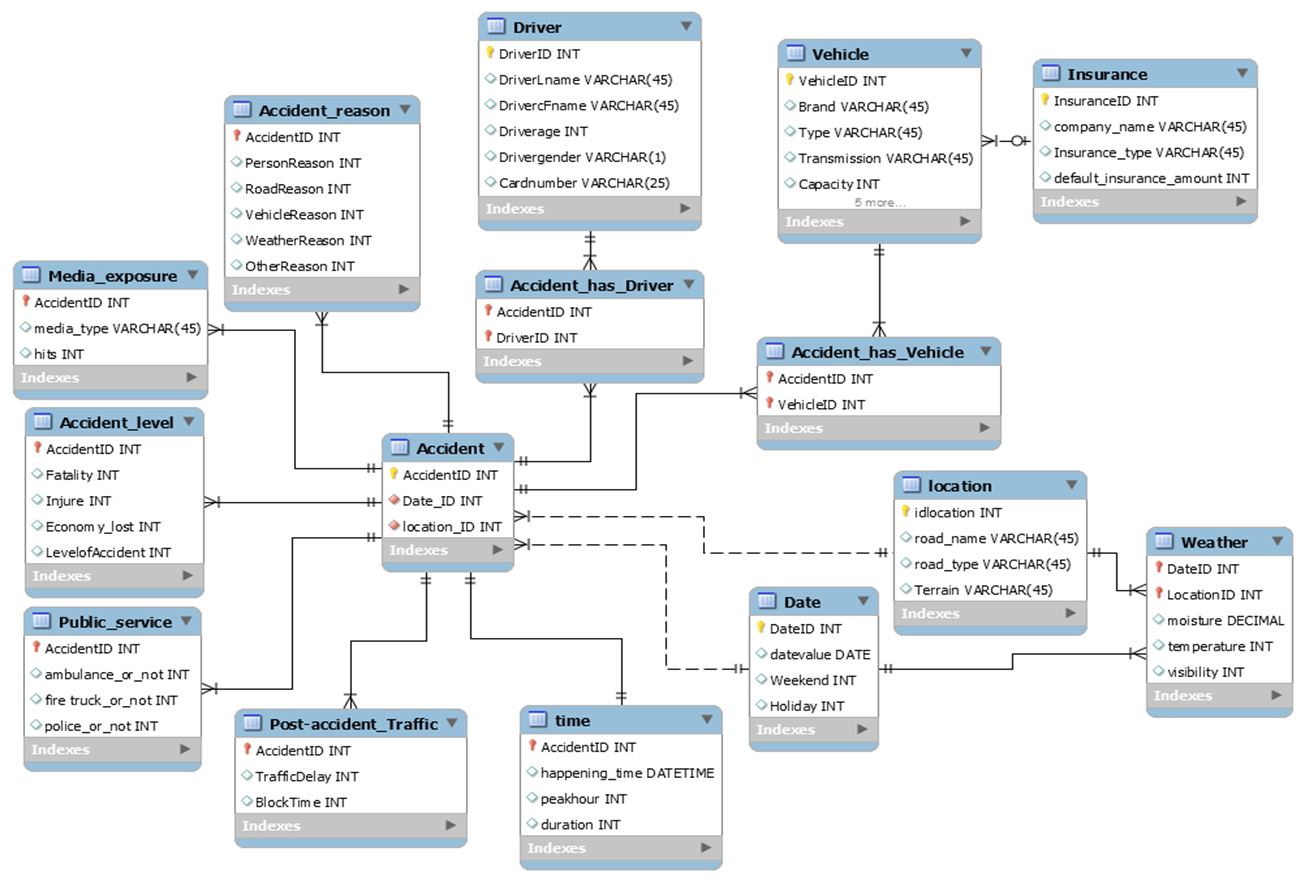 Driver
DriverID INT
DriverLname VARCHAR(45)
DrivercFname VARCHAR(45)
Driverage INT
Drivergender VARCHAR(1)
Cardnumber VARCHAR(25)
Indexes
Vehicle
VehicleID INT
Brand VARCHAR(45)
Type VARCHAR(45)
Transmission VARCHAR(45)
Capacity INT
5 more...
Indexes
Insurance
InsuranceID INT
company_name VARCHAR(45)
Insurance_type VARCHAR(45)
default_insurance_amount INT
Indexes
Accident_reason
AccidentID INT
PersonReason INT
RoadReason INT
VehicleReason INT
WeatherReason INT
OtherReason INT
Indexes
Media_exposure
AccidentID INT
media_type VARCHAR(45)
hits INT
Indexes
Accident_has_Driver
AccidentID INT
DriverID INT
Indexes
Accident_has_Vehicle
AccidentID INT
VehicleID INT
Indexes
Accident_level
AccidentID INT
Fatality INT
Injure INT
Economy_lost INT
LevelofAccident INT
Indexes
Accident
AccidentID INT
Date_ID INT
location_ID INT
Indexes
location
idlocation INT
road_name VARCHAR(45)
road_type VARCHAR(45)
Terrain VARCHAR(45)
Indexes
Weather
DateID INT
LocationID INT
moisture DECIMAL
temperature INT
visibility INT
Indexes
Public_service
AccidentID INT
ambulance_or_not INT
fire truck_or_not INT
police_or_not INT
Indexes
Date
DateID INT
datevalue DATE
Weekend INT
Holiday INT
Indexes
Post-accident_Traffic
AccidentID INT
TrafficDelay INT
BlockTime INT
Indexes
time
AccidentID INT
happening_time DATETIME
peakhour INT
duration INT
Indexes